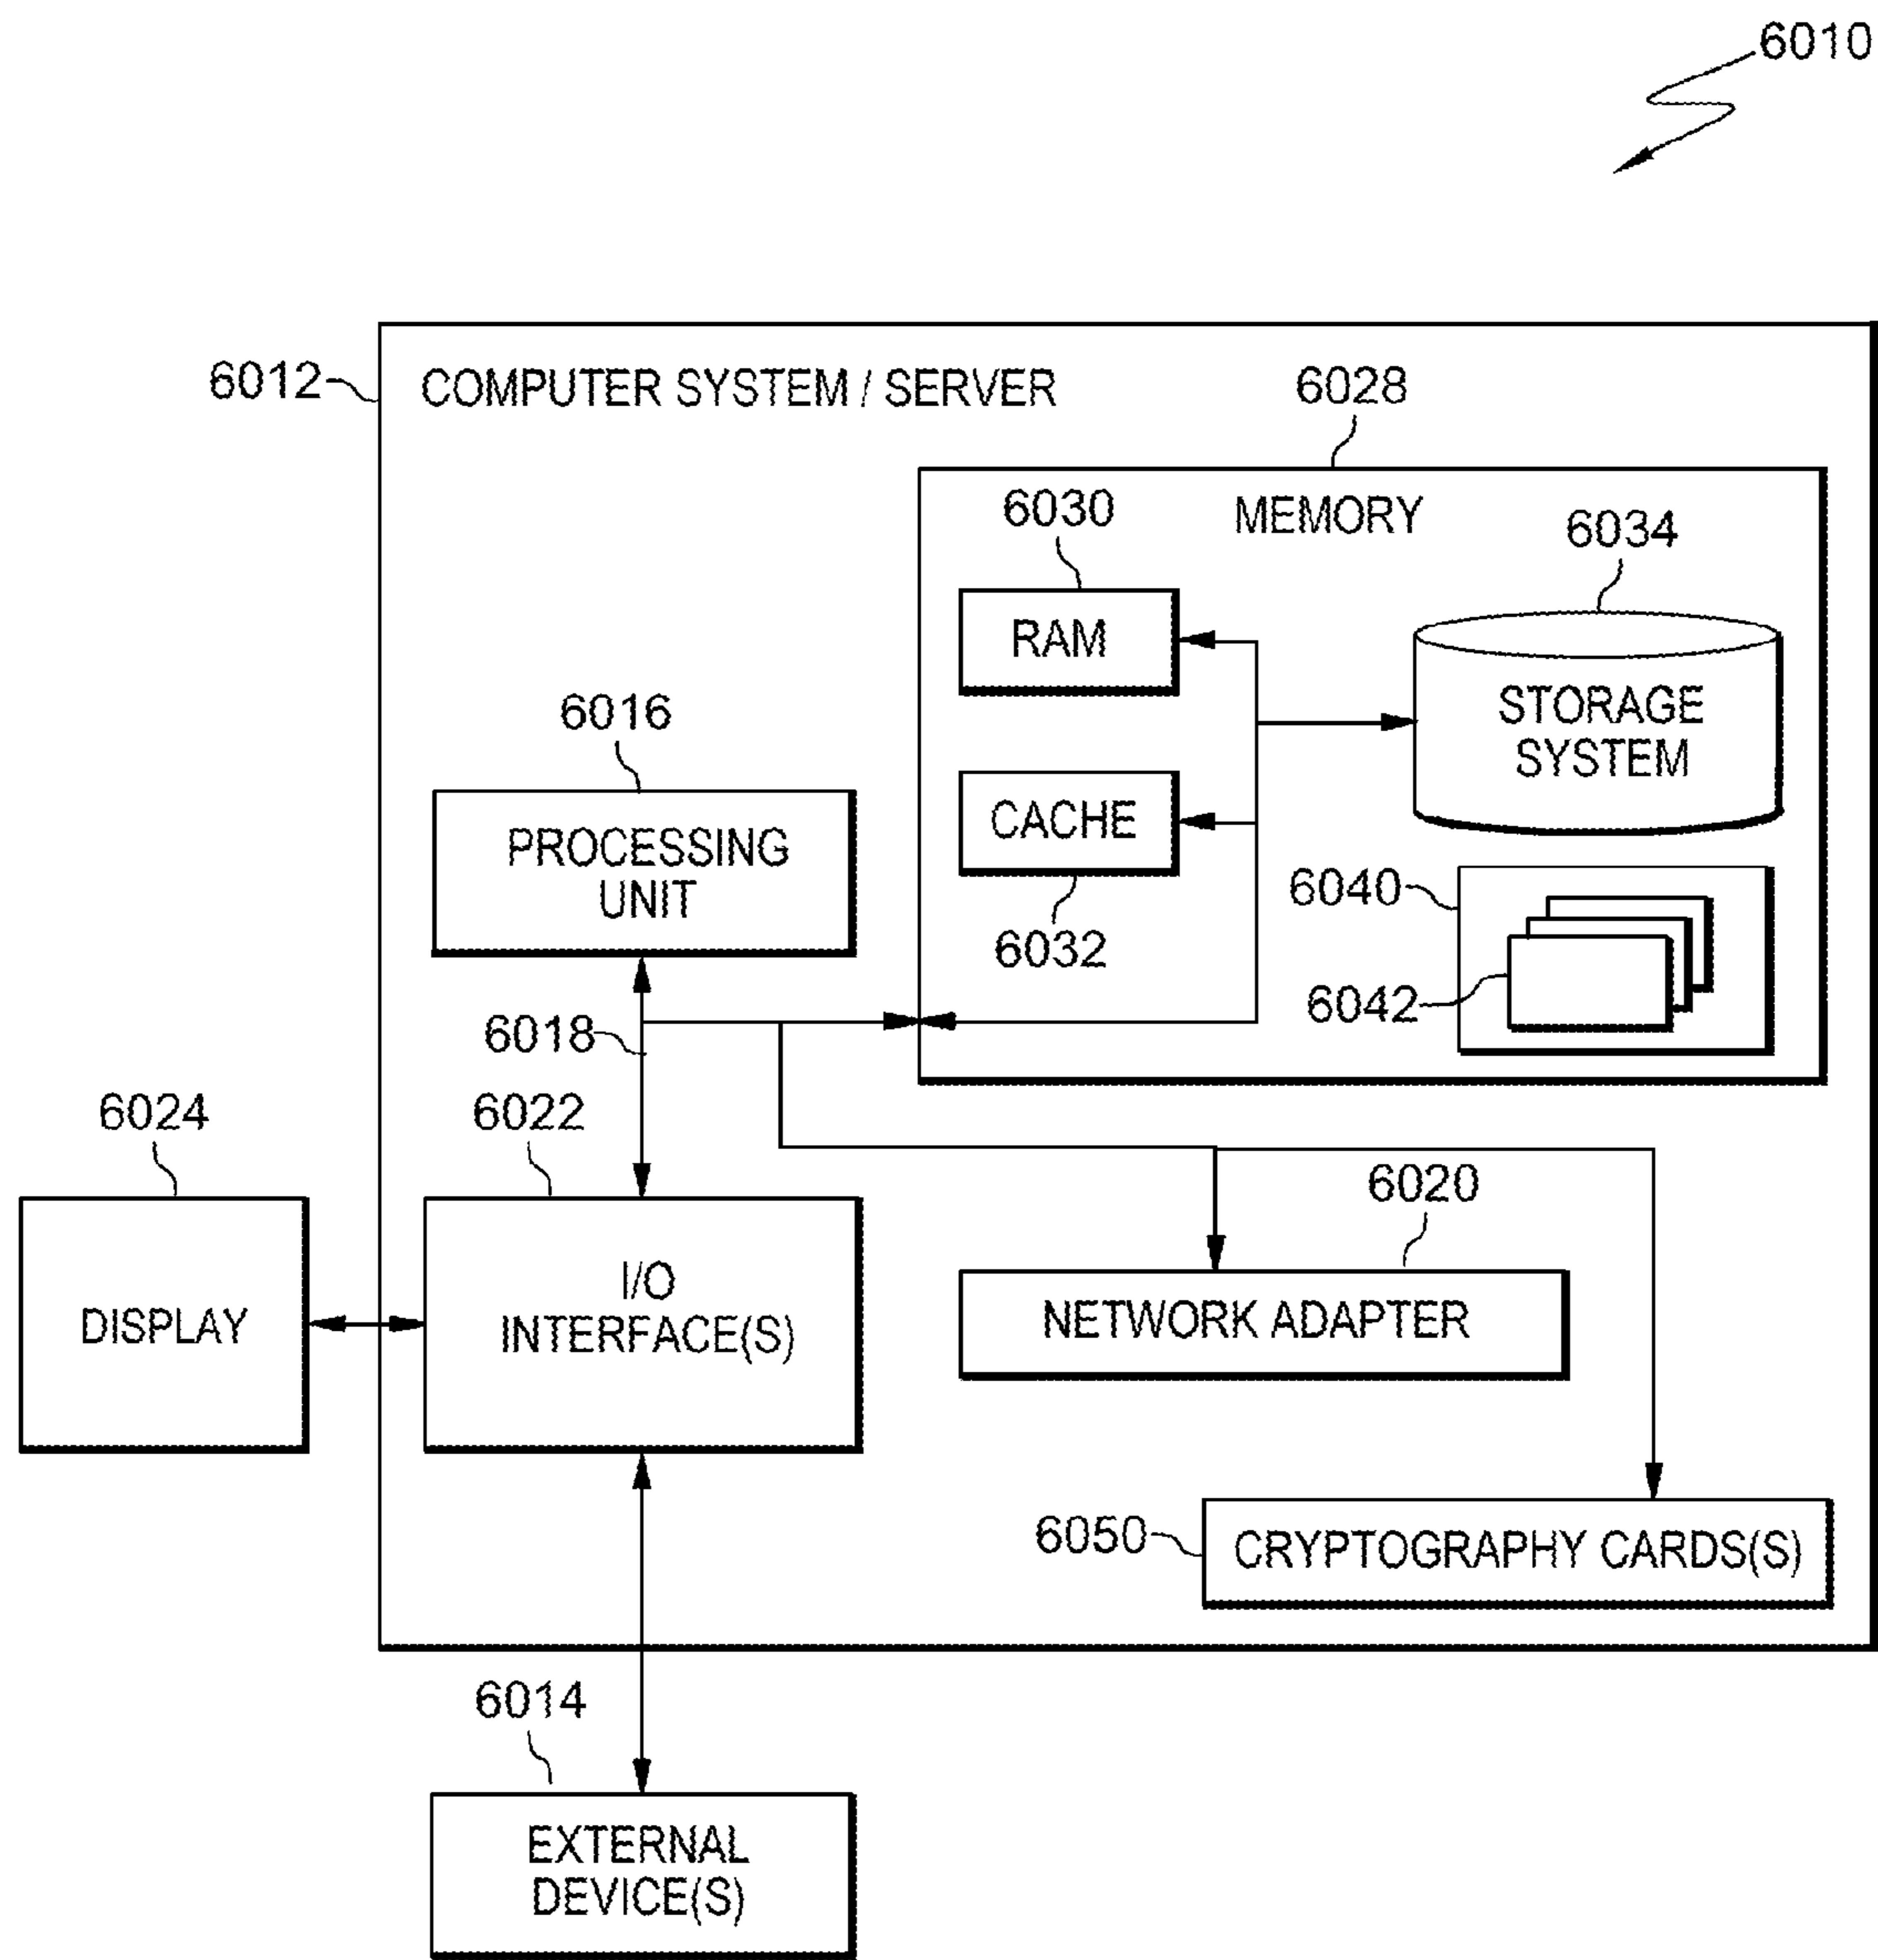 6010
6012
COMPUTER SYSTEM / SERVER
6028
MEMORY
6030
RAM
6034
STORAGE
SYSTEM
6016
PROCESSING
UNIT
CACHE
6032
6040
6042
6018
6024
6022
6020
DISPLAY
I/O
INTERFACE(S)
NETWORK ADAPTER
6050
CRYPTOGRAPHY CARDS(S)
6014
EXTERNAL
DEVICE(S)